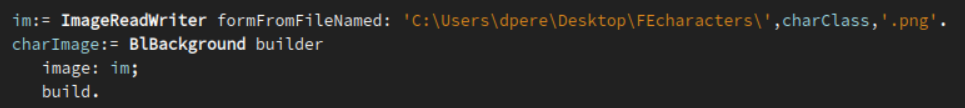 im:= ImageReadWriter formFromFileNamed: 'C:\Users\dpere\Desktop\FEcharacters\',charClass,'.png'.
charImage:= BlBackground builder
image: im;
build.